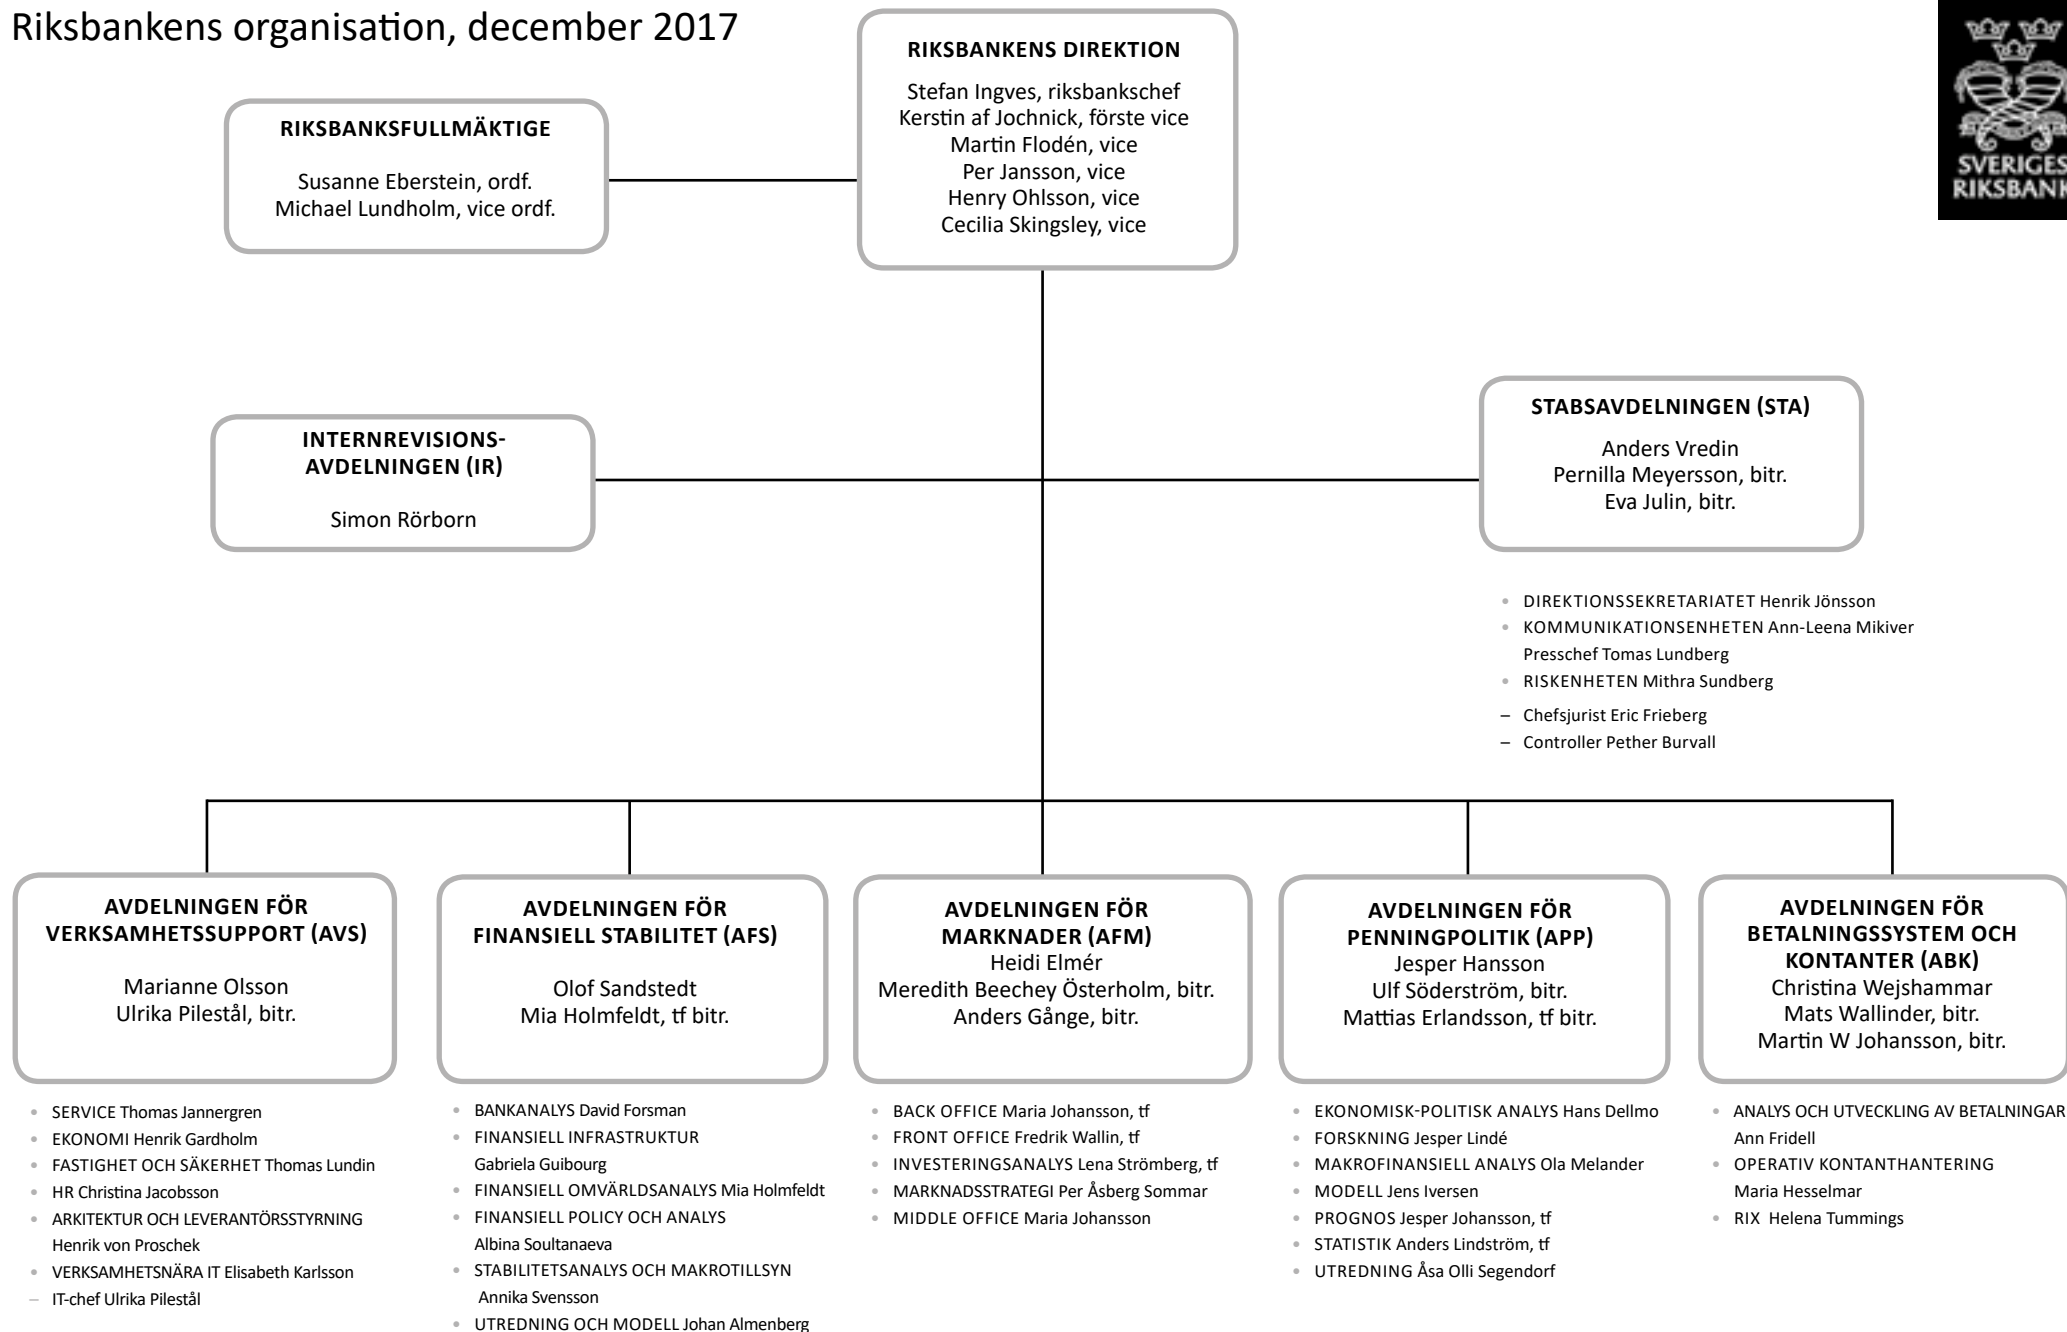 Riksbankens organisation, december 2017
RIKSBANKENS DIREKTION
Stefan Ingves, riksbankschef
Kerstin af Jochnick, förste vice
Martin Flodén, vice
Per Jansson, vice
Henry Ohlsson, vice
Cecilia Skingsley, vice
SVERIGES
RIKSBANK
RIKSBANKSFULLMÄKTIGE
Susanne Eberstein, ordf.
Michael Lundholm, vice ordf.
INTERNREVISIONS-
AVDELNINGEN (IR)
Simon Rörborn
STABSAVDELNINGEN (STA)
Anders Vredin
Pernilla Meyersson, bitr.
Eva Julin, bitr.
• DIREKTIONSSEKRETARIATET Henrik Jönsson
• KOMMUNIKATIONSENHETEN Ann-Leena Mikiver
Presschef Tomas Lundberg
• RISKENHETEN Mithra Sundberg
– Chefsjurist Eric Frieberg
– Controller Pether Burvall
AVDELNINGEN FÖR
VERKSAMHETSSUPPORT (AVS)
Marianne Olsson
Ulrika Pilestål, bitr.
• SERVICE Thomas Jannergren
• EKONOMI Henrik Gardholm
• FASTIGHET OCH SÄKERHET Thomas Lundin
• HR Christina Jacobsson
• ARKITEKTUR OCH LEVERANTÖRSSTYRNING
Henrik von Proschek
• VERKSAMHETSNÄRA IT Elisabeth Karlsson
– IT-chef Ulrika Pilestål
AVDELNINGEN FÖR
FINANSIELL STABILITET (AFS)
Olof Sandstedt
Mia Holmfeldt, tf bitr.
• BANKANALYS David Forsman
• FINANSIELL INFRASTRUKTUR
Gabriela Guibourg
• FINANSIELL OMVÄRLDSANALYS Mia Holmfeldt
• FINANSIELL POLICY OCH ANALYS
Albina Soultanaeva
• STABILITETSANALYS OCH MAKROTILLSYN
Annika Svensson
• UTREDNING OCH MODELL Johan Almenberg
AVDELNINGEN FÖR
MARKNADER (AFM)
Heidi Elmér
Meredith Beechey Österholm, bitr.
Anders Gånge, bitr.
• BACK OFFICE Maria Johansson, tf
• FRONT OFFICE Fredrik Wallin, tf
• INVESTERINGSANALYS Lena Strömberg, tf
• MARKNADSSTRATEGI Per Åsberg Sommar
• MIDDLE OFFICE Maria Johansson
AVDELNINGEN FÖR
PENNINGPOLITIK (APP)
Jesper Hansson
Ulf Söderström, bitr.
Mattias Erlandsson, tf bitr.
• EKONOMISK-POLITISK ANALYS Hans Dellmo
• FORSKNING Jesper Lindé
• MAKROFINANSIELL ANALYS Ola Melander
• MODELL Jens Iversen
• PROGNOS Jesper Johansson, tf
• STATISTIK Anders Lindström, tf
• UTREDNING Åsa Olli Segendorf
AVDELNINGEN FÖR
BETALNINGSSYSTEM OCH
KONTANTER (ABK)
Christina Wejshammar
Mats Wallinder, bitr.
Martin W Johansson, bitr.
• ANALYS OCH UTVECKLING AV BETALNINGAR
Ann Fridell
• OPERATIV KONTANTHANTERING
Maria Hesselmar
• RIX Helena Tummings